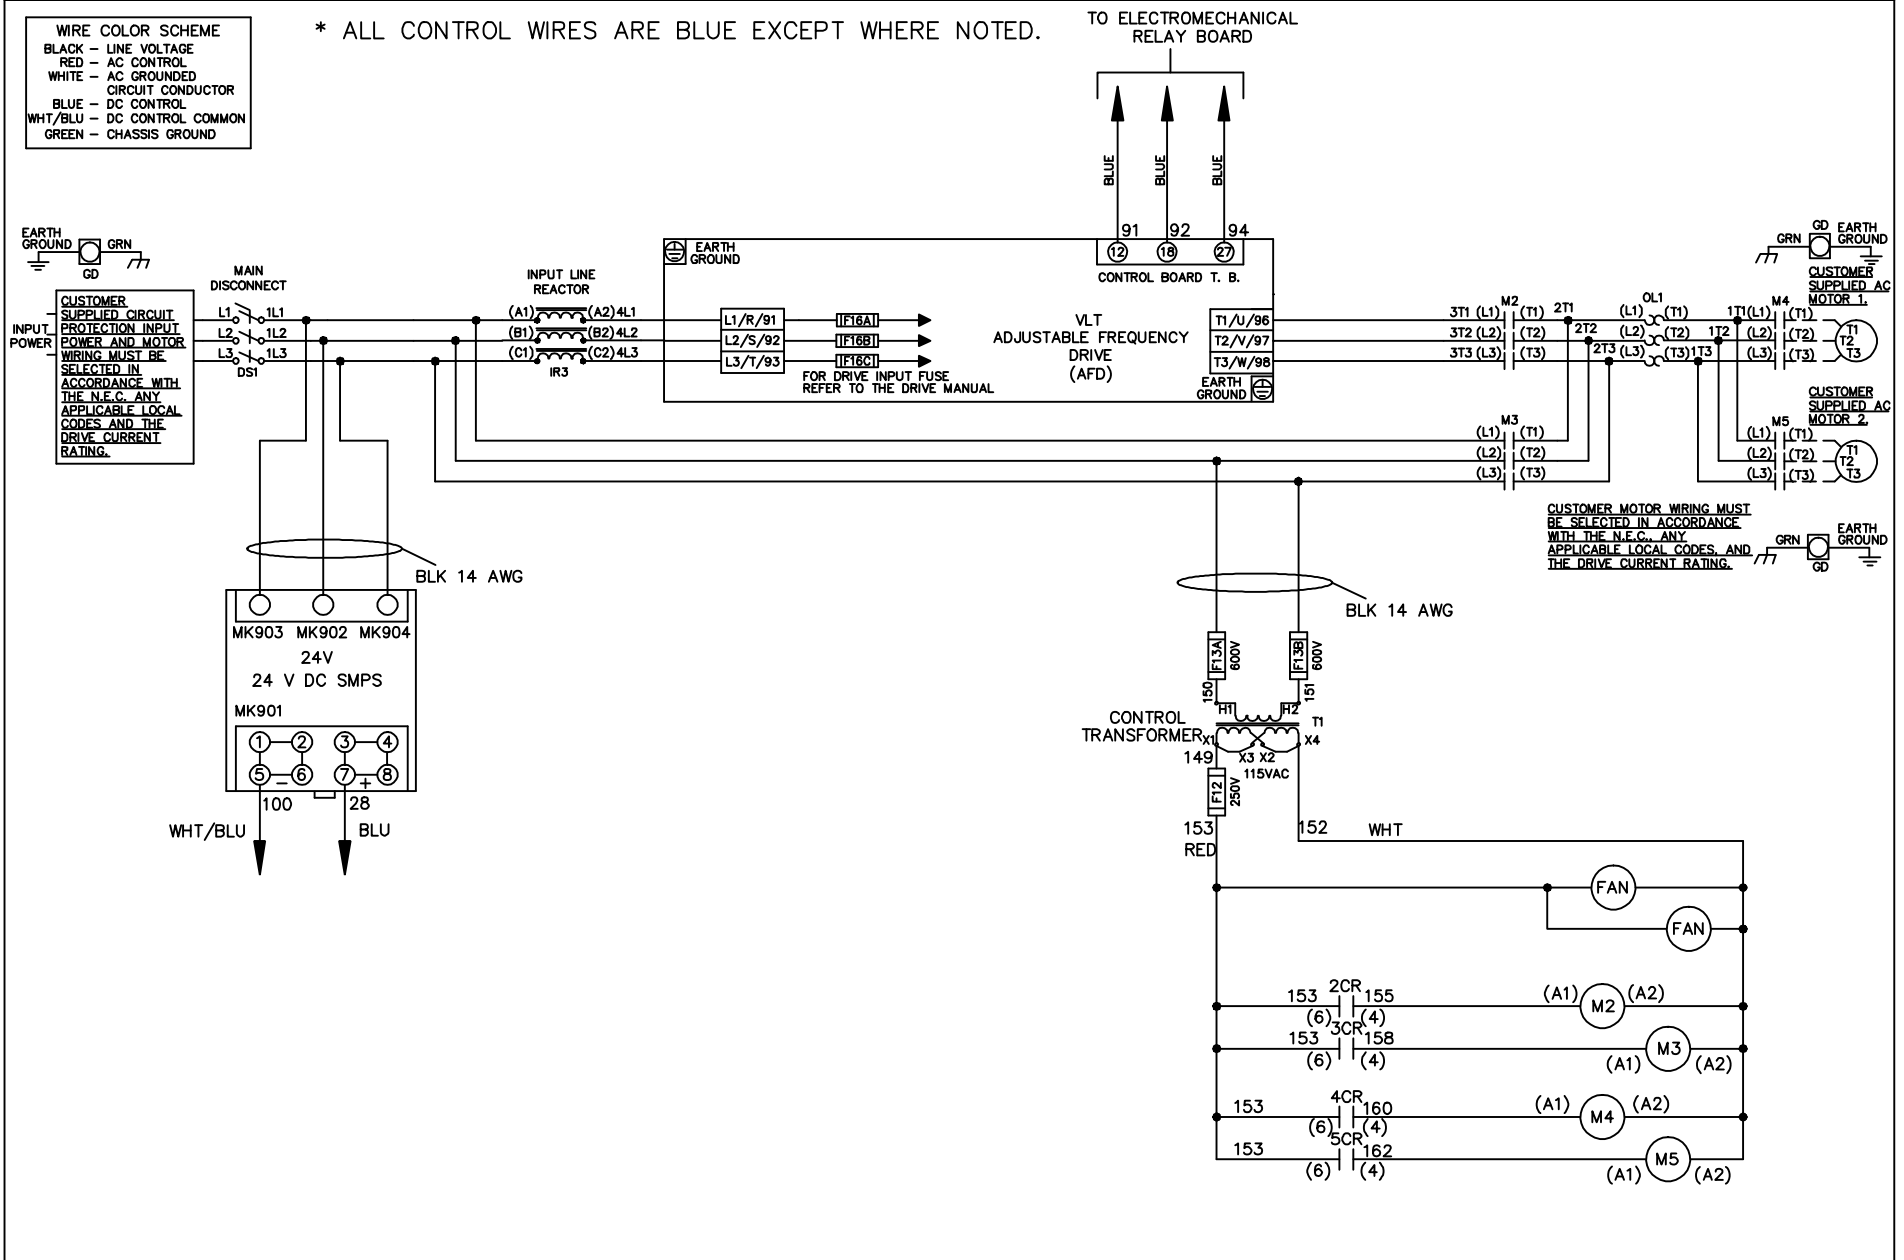 WIRE COLOR SCHEME
BLACK – LINE VOLTAGE
RED – AC CONTROL
WHITE – AC GROUNDED
CIRCUIT CONDUCTOR
BLUE – DC CONTROL
WHT/BLU – DC CONTROL COMMON
GREEN – CHASSIS GROUND
* ALL CONTROL WIRES ARE BLUE EXCEPT WHERE NOTED.
TO ELECTROMECHANICAL
RELAY BOARD
BLUE
BLUE
BLUE
91 92 94
12 18 27
CONTROL BOARD T. B.
EARTH
GROUND
GRN
GD
CUSTOMER
SUPPLIED CIRCUIT
PROTECTION INPUT
POWER AND MOTOR
WIRING MUST BE
SELECTED IN
ACCORDANCE WITH
THE N.E.C. ANY
APPLICABLE LOCAL
CODES AND THE
DRIVE CURRENT
RATING.
INPUT
POWER
MAIN
DISCONNECT
L1 1L1
L2 1L2
L3 1L3
DS1
INPUT LINE
REACTOR
(A1) (A2) 4L1
(B1) (B2) 4L2
(C1) (C2) 4L3
IR3
EARTH
GROUND
L1/R/91
L2/S/92
L3/T/93
F16A
F16B
F16C
FOR DRIVE INPUT FUSE
REFER TO THE DRIVE MANUAL
VLT
ADJUSTABLE FREQUENCY
DRIVE
(AFD)
T1/U/96
T2/V/97
T3/W/98
EARTH
GROUND
M2
3T1 (L1) (T1) 2T1
3T2 (L2) (T2) 2T2
3T3 (L3) (T3) 2T3
OL1
(L1) (T1) 1T1
(L2) (T2) 1T2
(L3) (T3) 1T3
M4
(L1) (T1)
(L2) (T2)
(L3) (T3)
T1
T2
T3
GRN
GD
EARTH
GROUND
CUSTOMER
SUPPLIED AC
MOTOR 1.
M3
(L1) (T1)
(L2) (T2)
(L3) (T3)
CUSTOMER
SUPPLIED AC
MOTOR 2.
M5
(L1) (T1)
(L2) (T2)
(L3) (T3)
T1
T2
T3
CUSTOMER MOTOR WIRING MUST
BE SELECTED IN ACCORDANCE
WITH THE N.E.C., ANY
APPLICABLE LOCAL CODES, AND
THE DRIVE CURRENT RATING.
GRN
GD
EARTH
GROUND
BLK 14 AWG
MK903 MK902 MK904
24V
24 V DC SMPS
MK901
1 2 3 4
5 6 7 8
– +
100 28
WHT/BLU BLU
BLK 14 AWG
F13A
600V
F13B
600V
150
151
H1 H2
T1
CONTROL
TRANSFORMER
X1 X3 X2 X4
115VAC
149
F12
250V
153
RED
152 WHT
FAN
FAN
2CR
153 155 (A1) M2 (A2)
(6) (4)
3CR
153 158 M3
(6) (4) (A1) (A2)
4CR
153 160 (A1) M4 (A2)
(6) (4)
5CR
153 162 M5
(6) (4) (A1) (A2)